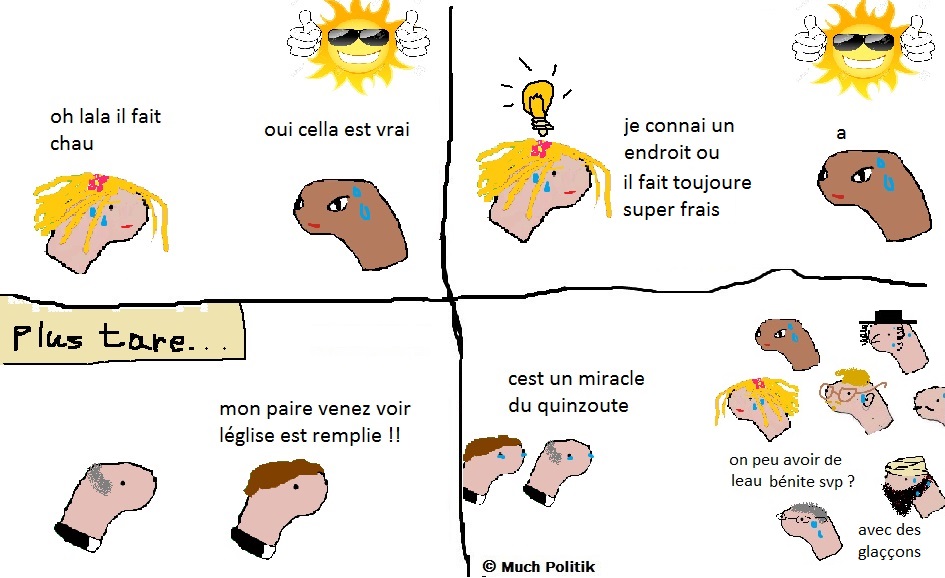 oh lala il fait
chau
oui cella est vrai
je connai un
endroit ou
il fait toujoure
super frais
a
Plus tare...
mon paire venez voir
léglise est remplie !!
cest un miracle
du quinzoute
on peu avoir de
leau bénite svp ?
avec des
glaççons
© Much Politik